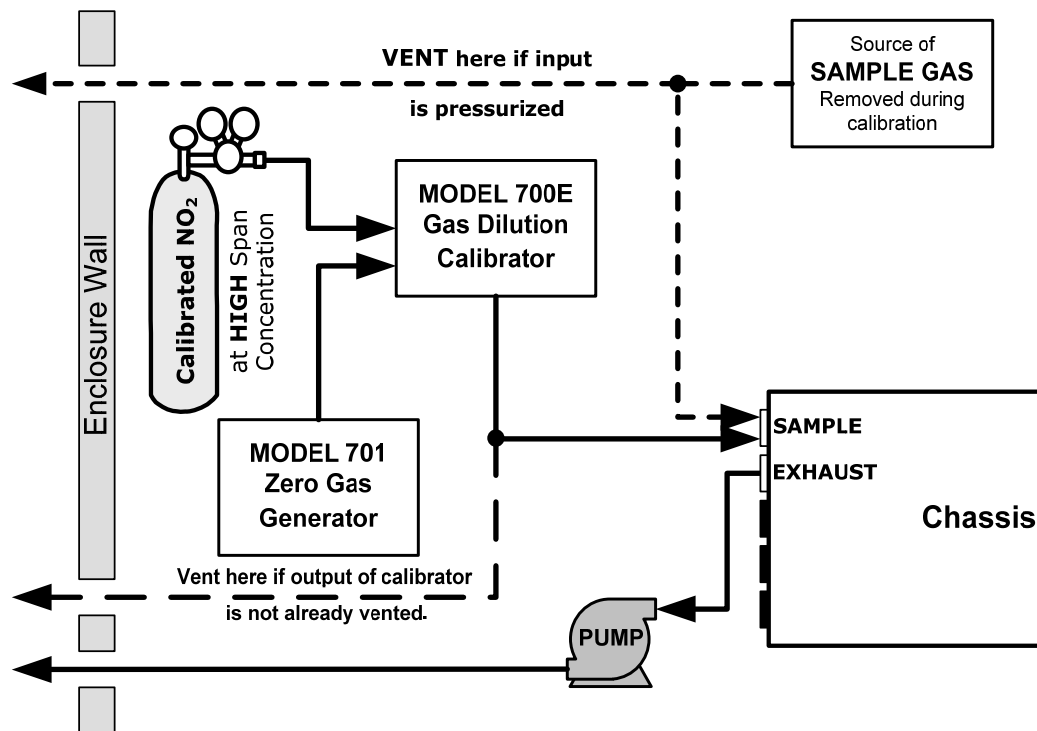 VENT here if input
is pressurized
Source of
SAMPLE GAS
Removed during
calibration
Enclosure Wall
Calibrated NO₂
at HIGH Span
Concentration
MODEL 700E
Gas Dilution
Calibrator
MODEL 701
Zero Gas
Generator
SAMPLE
EXHAUST
Chassis
Vent here if output of calibrator
is not already vented.
PUMP